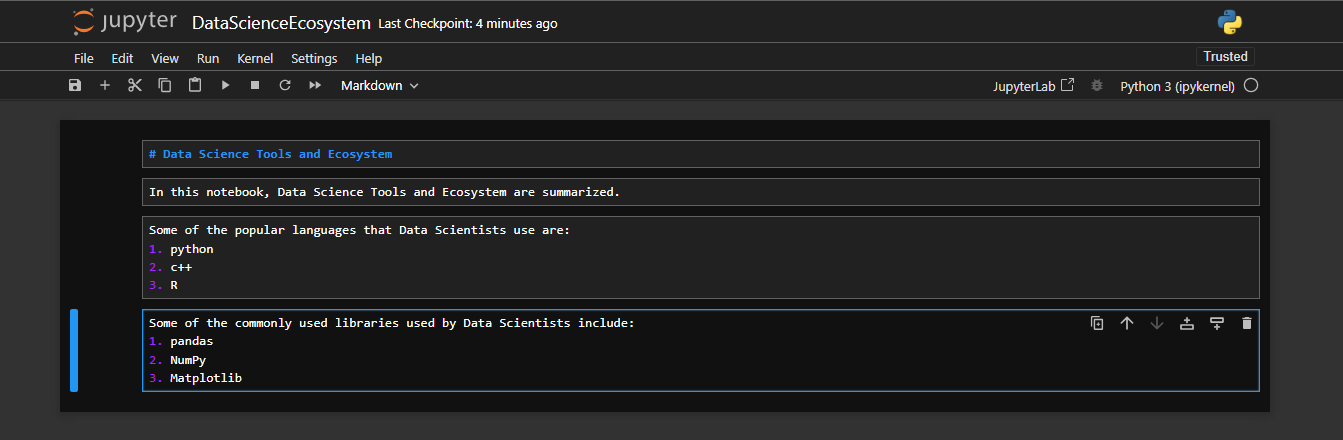 jupyter DataScienceEcosystem Last Checkpoint: 4 minutes ago
File Edit View Run Kernel Settings Help Trusted
Markdown JupyterLab Python 3 (ipykernel)
# Data Science Tools and Ecosystem
In this notebook, Data Science Tools and Ecosystem are summarized.
Some of the popular languages that Data Scientists use are:
1. python
2. c++
3. R
Some of the commonly used libraries used by Data Scientists include:
1. pandas
2. NumPy
3. Matplotlib